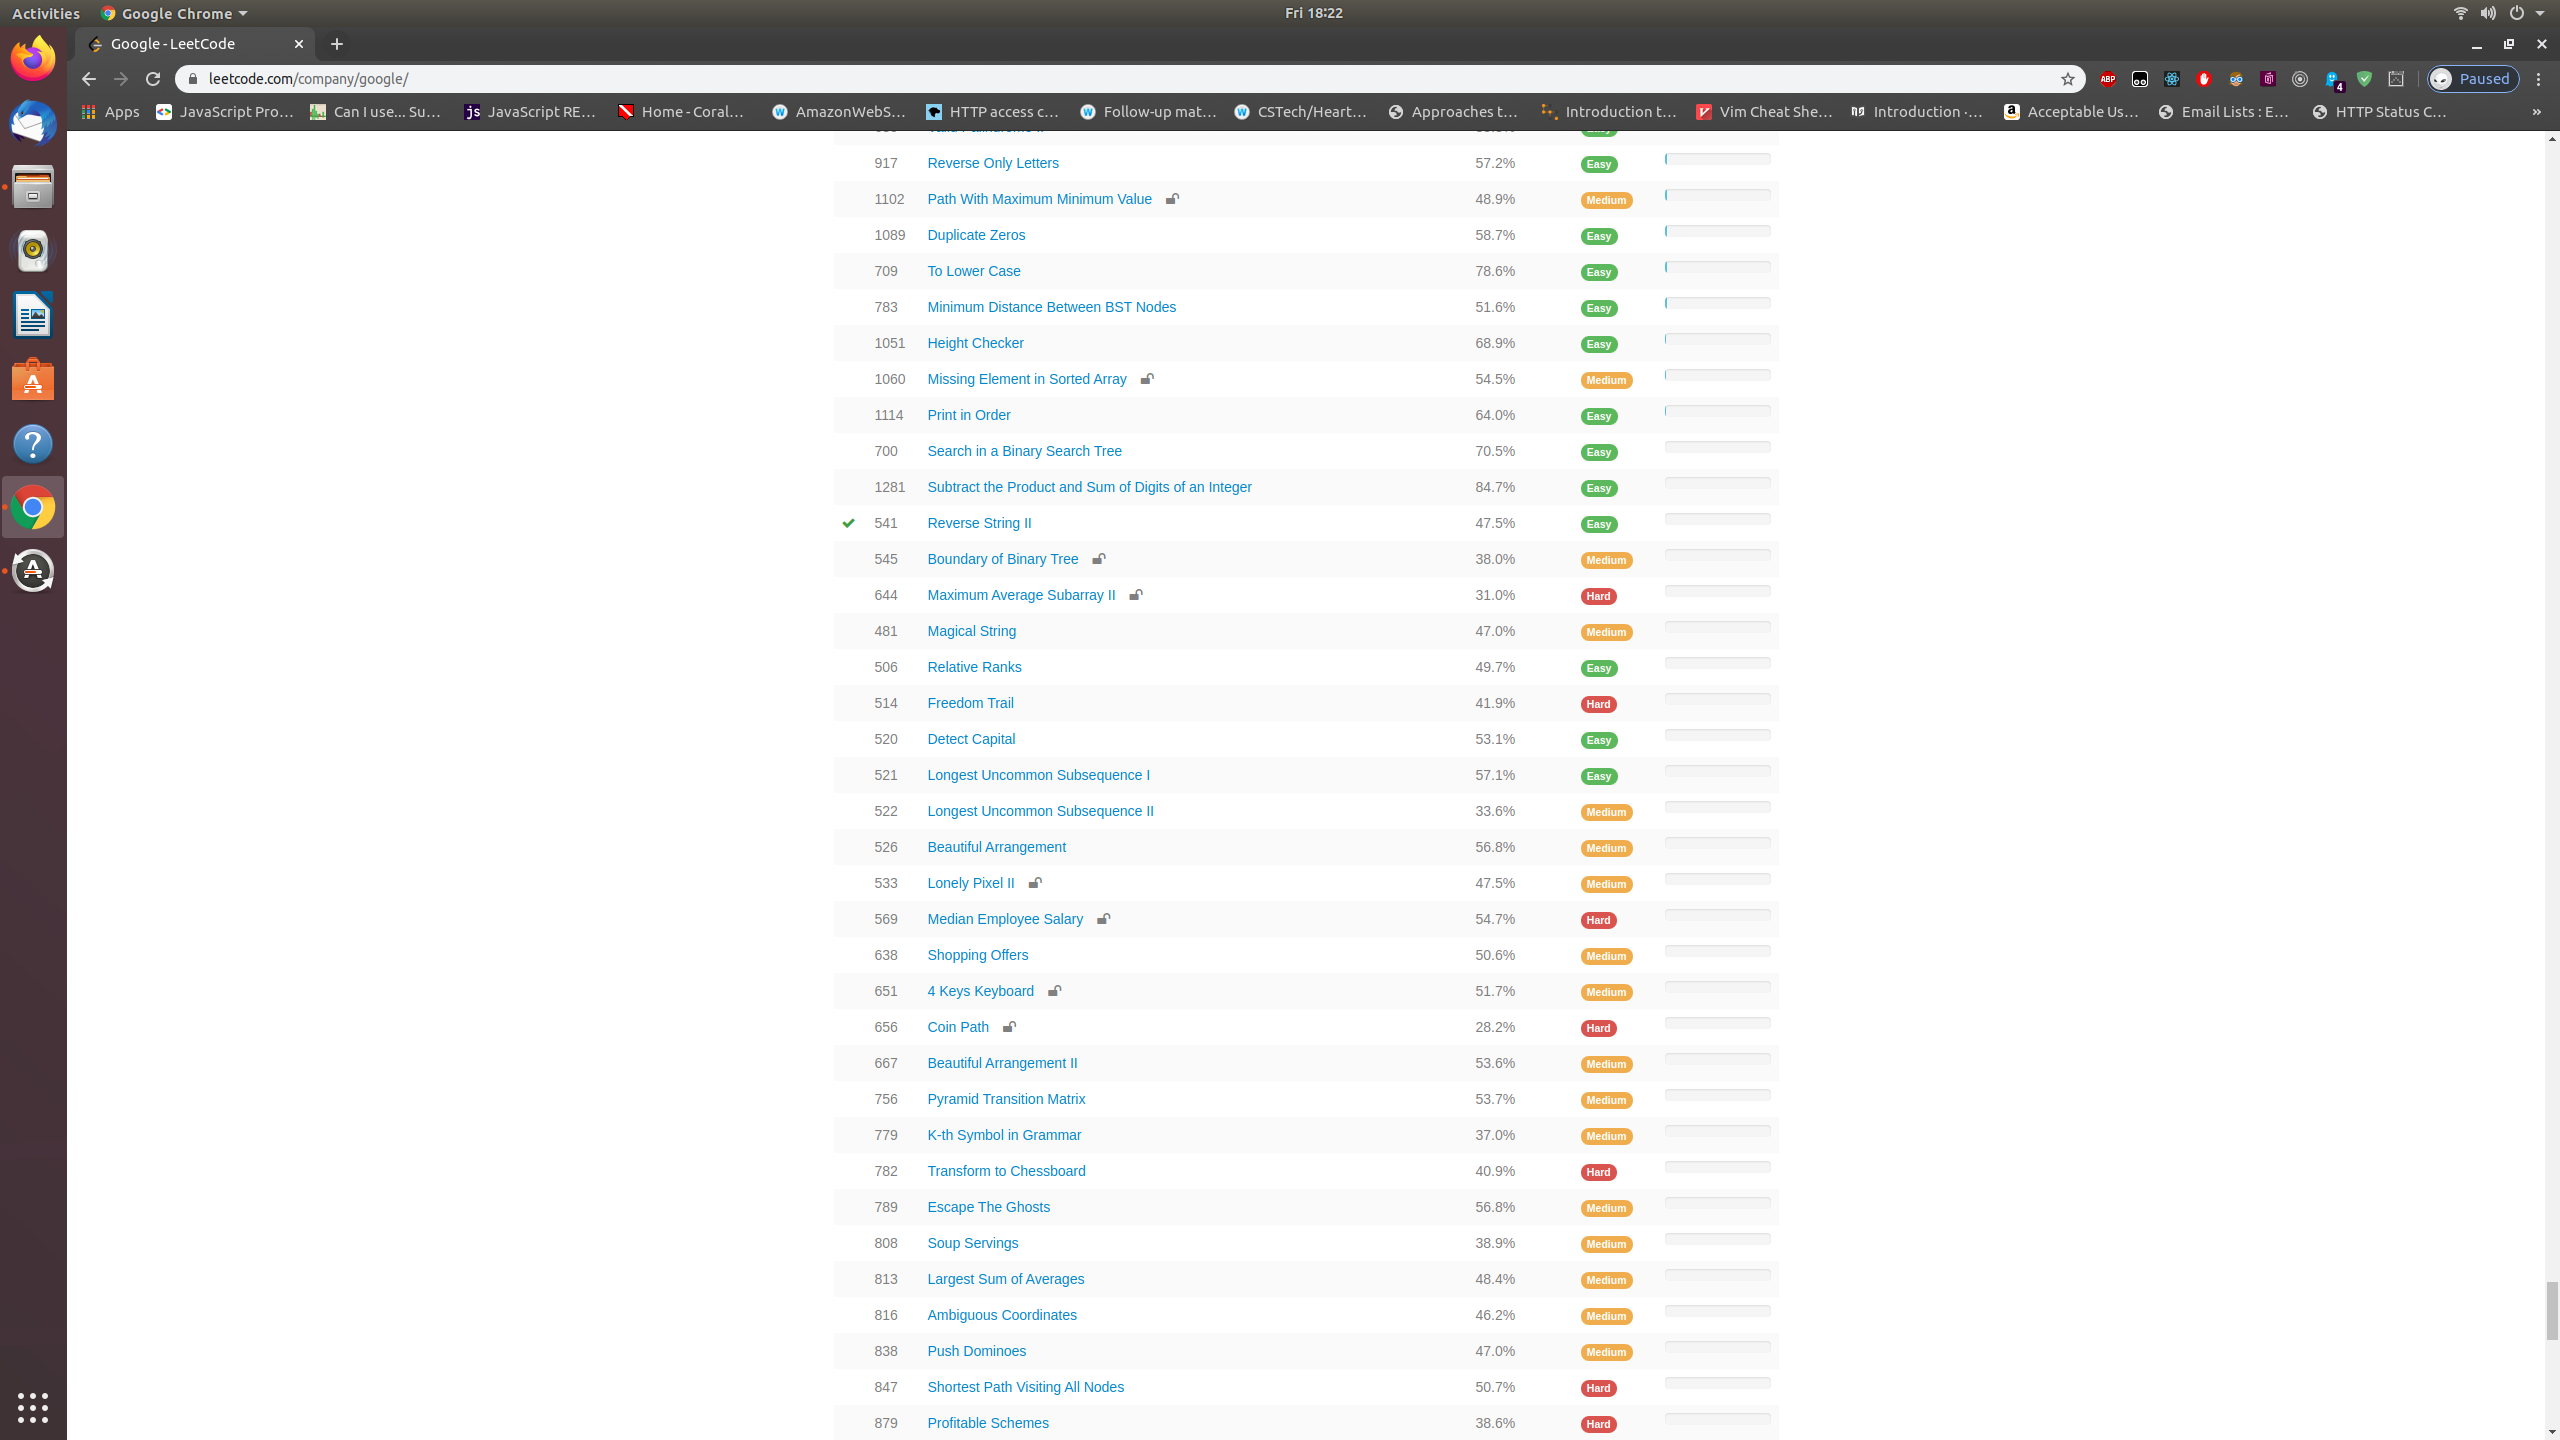 Activities Google Chrome Fri 18:22
Google - LeetCode
leetcode.com/company/google/ ABP 4 Paused
Apps JavaScript Pro… Can I use... Su… JavaScript RE… Home - Coral… AmazonWebS… HTTP access c… Follow-up mat… CSTech/Heart… Approaches t… Introduction t… Vim Cheat She… Introduction ·… Acceptable Us… Email Lists : E… HTTP Status C… »
917 Reverse Only Letters 57.2% Easy
1102 Path With Maximum Minimum Value 48.9% Medium
1089 Duplicate Zeros 58.7% Easy
709 To Lower Case 78.6% Easy
783 Minimum Distance Between BST Nodes 51.6% Easy
1051 Height Checker 68.9% Easy
1060 Missing Element in Sorted Array 54.5% Medium
1114 Print in Order 64.0% Easy
700 Search in a Binary Search Tree 70.5% Easy
1281 Subtract the Product and Sum of Digits of an Integer 84.7% Easy
541 Reverse String II 47.5% Easy
545 Boundary of Binary Tree 38.0% Medium
644 Maximum Average Subarray II 31.0% Hard
481 Magical String 47.0% Medium
506 Relative Ranks 49.7% Easy
514 Freedom Trail 41.9% Hard
520 Detect Capital 53.1% Easy
521 Longest Uncommon Subsequence I 57.1% Easy
522 Longest Uncommon Subsequence II 33.6% Medium
526 Beautiful Arrangement 56.8% Medium
533 Lonely Pixel II 47.5% Medium
569 Median Employee Salary 54.7% Hard
638 Shopping Offers 50.6% Medium
651 4 Keys Keyboard 51.7% Medium
656 Coin Path 28.2% Hard
667 Beautiful Arrangement II 53.6% Medium
756 Pyramid Transition Matrix 53.7% Medium
779 K-th Symbol in Grammar 37.0% Medium
782 Transform to Chessboard 40.9% Hard
789 Escape The Ghosts 56.8% Medium
808 Soup Servings 38.9% Medium
813 Largest Sum of Averages 48.4% Medium
816 Ambiguous Coordinates 46.2% Medium
838 Push Dominoes 47.0% Medium
847 Shortest Path Visiting All Nodes 50.7% Hard
879 Profitable Schemes 38.6% Hard